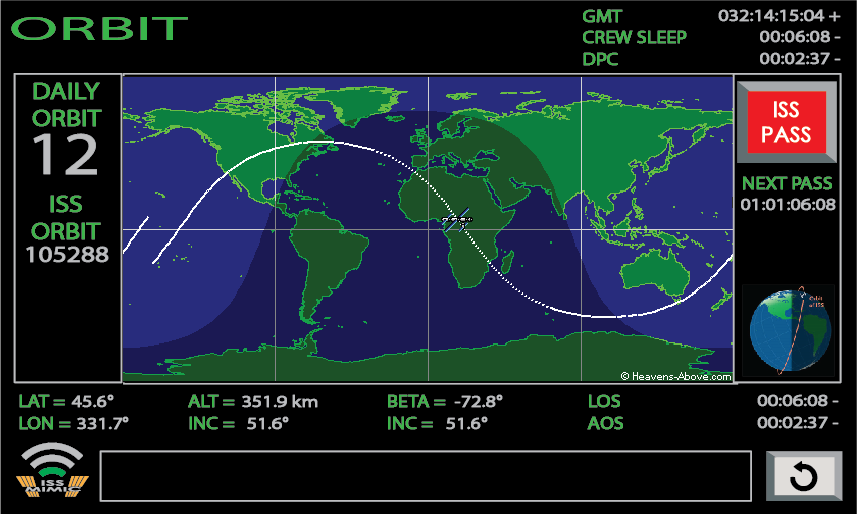 ORBIT
GMT 032:14:15:04 +
CREW SLEEP 00:06:08 -
DPC 00:02:37 -
DAILY
ORBIT
12
ISS
ORBIT
105288
ISS
PASS
NEXT PASS
01:01:06:08
Orbit
of ISS
© Heavens-Above.com
LAT = 45.6° ALT = 351.9 km BETA = -72.8° LOS 00:06:08 -
LON = 331.7° INC = 51.6° INC = 51.6° AOS 00:02:37 -
ISS
MIMIC